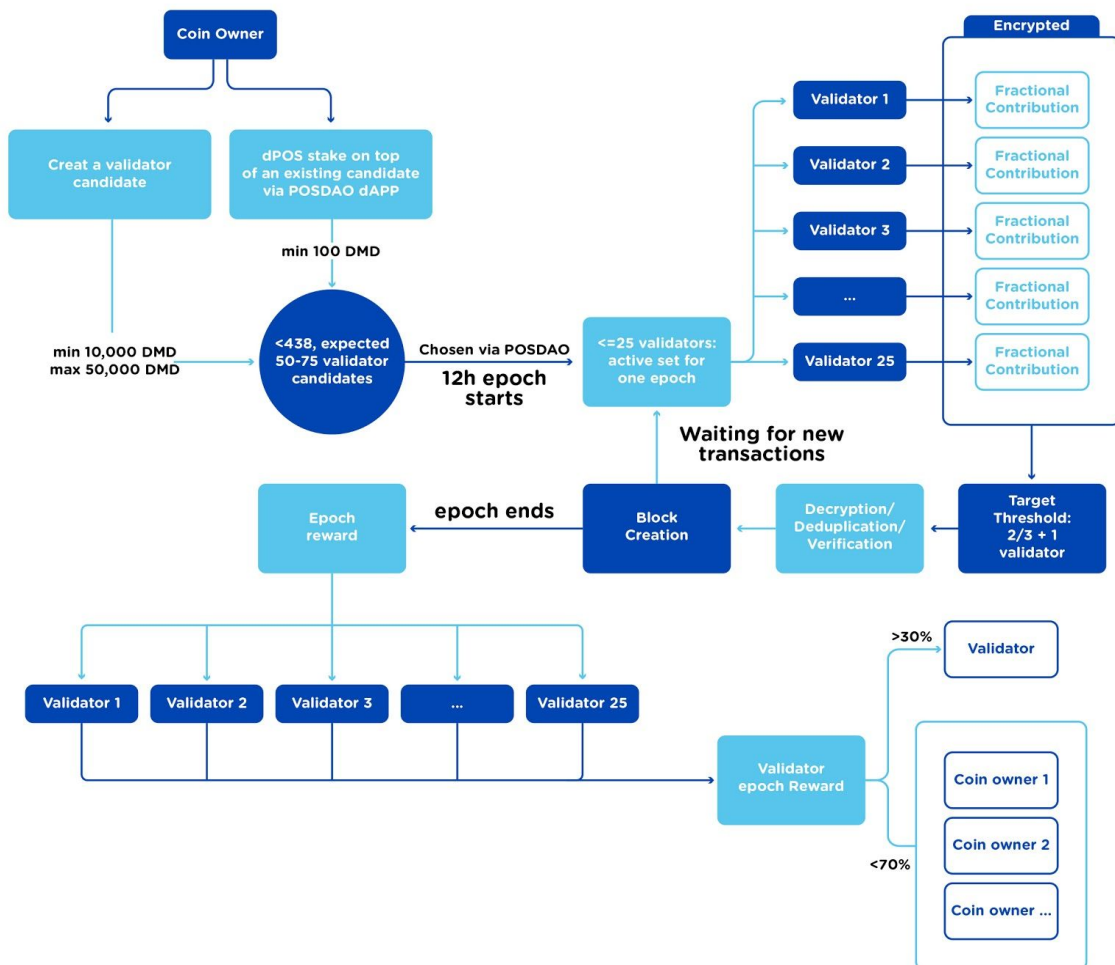 Coin Owner
Creat a validator
candidate
dPOS stake on top
of an existing candidate
via POSDAO dAPP
min 100 DMD
min 10,000 DMD
max 50,000 DMD
<438, expected
50-75 validator
candidates
Chosen via POSDAO
12h epoch
starts
<=25 validators:
active set for
one epoch
Validator 1
Validator 2
Validator 3
...
Validator 25
Encrypted
Fractional
Contribution
Fractional
Contribution
Fractional
Contribution
Fractional
Contribution
Fractional
Contribution
Target
Threshold:
2/3 + 1
validator
Decryption/
Deduplication/
Verification
Block
Creation
Waiting for new
transactions
epoch ends
Epoch
reward
Validator 1
Validator 2
Validator 3
...
Validator 25
Validator
epoch Reward
>30%
Validator
<70%
Coin owner 1
Coin owner 2
Coin owner ...